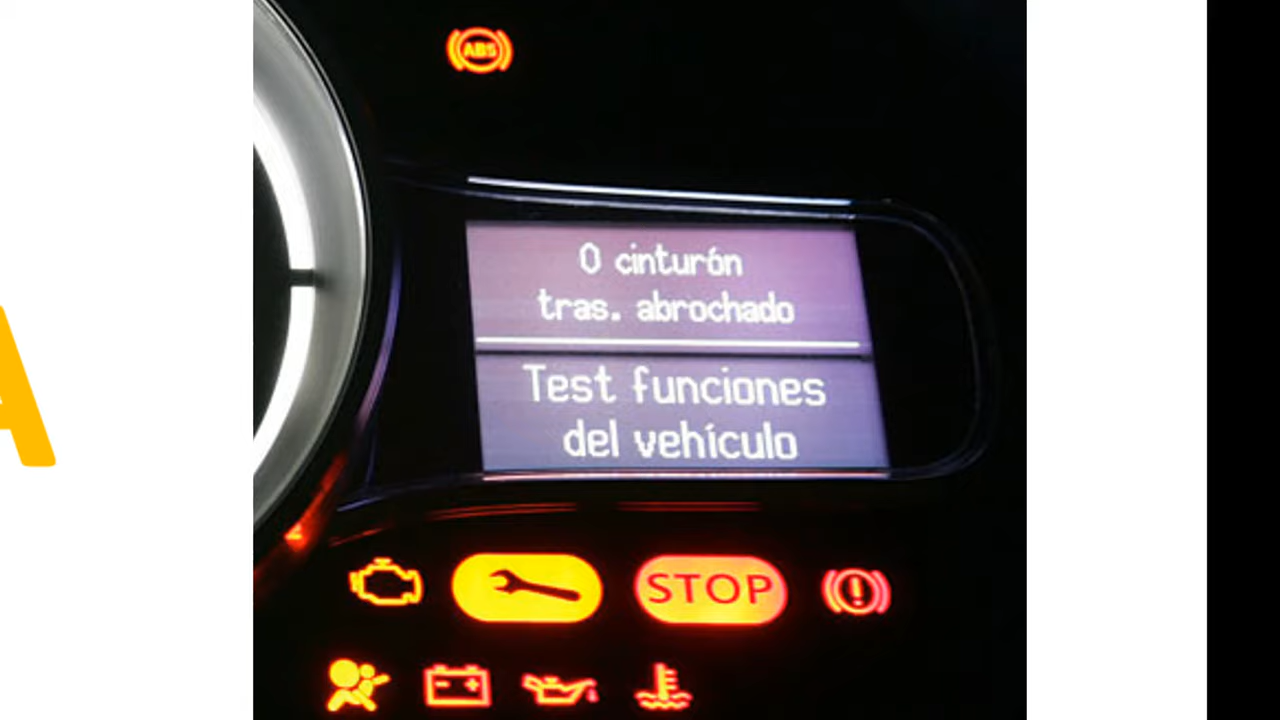 ABS
0 cinturón
tras. abrochado
Test funciones
del vehículo
STOP
A